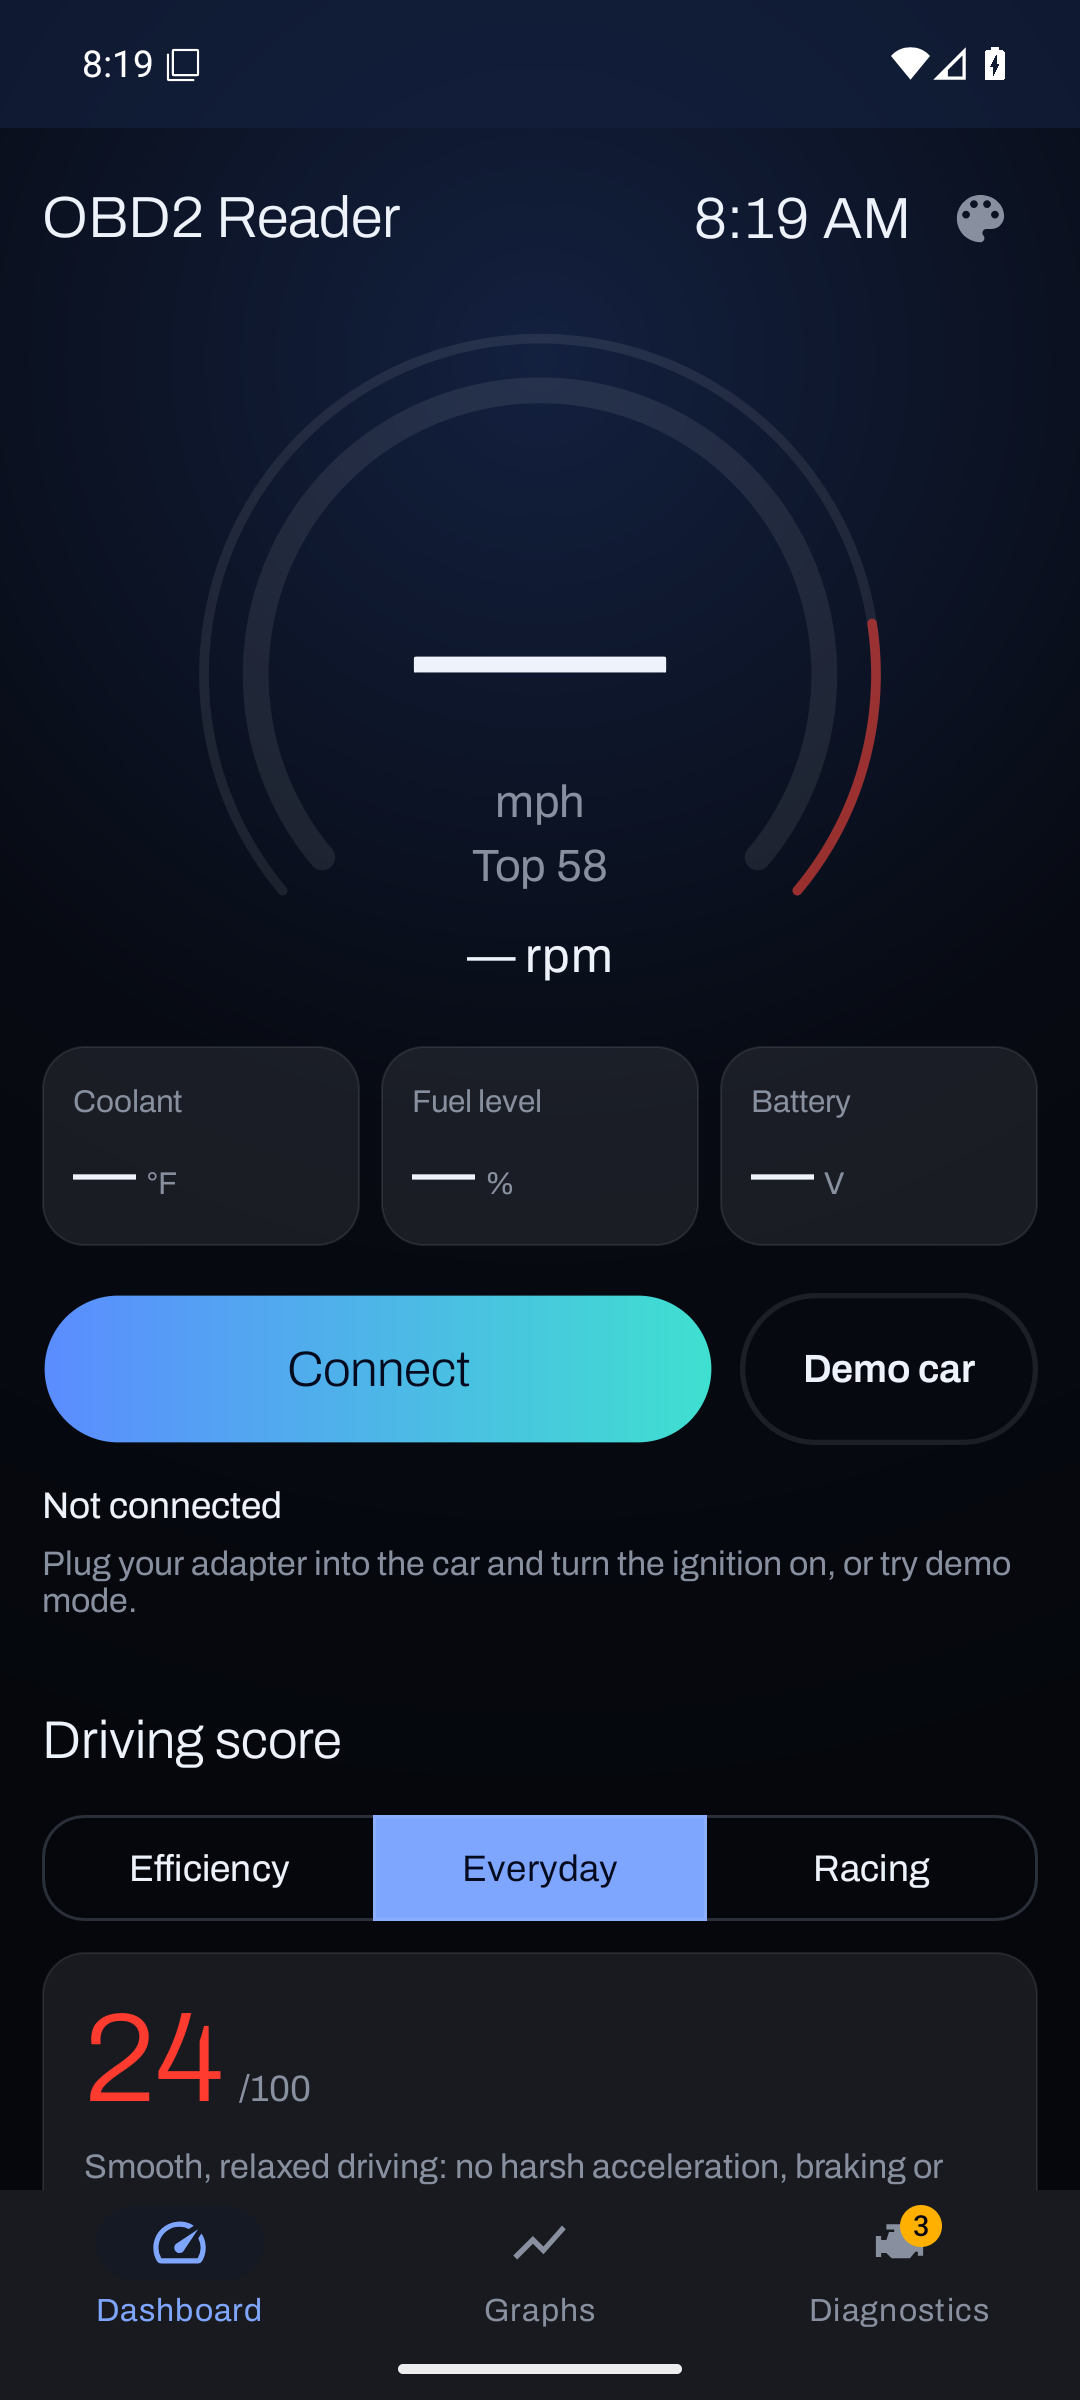 8:19
OBD2 Reader
8:19 AM
—
mph
Top 58
— rpm
Coolant
— °F
Fuel level
— %
Battery
— V
Connect
Demo car
Not connected
Plug your adapter into the car and turn the ignition on, or try demo
mode.
Driving score
Efficiency
Everyday
Racing
24 /100
Smooth, relaxed driving: no harsh acceleration, braking or
3
Dashboard
Graphs
Diagnostics